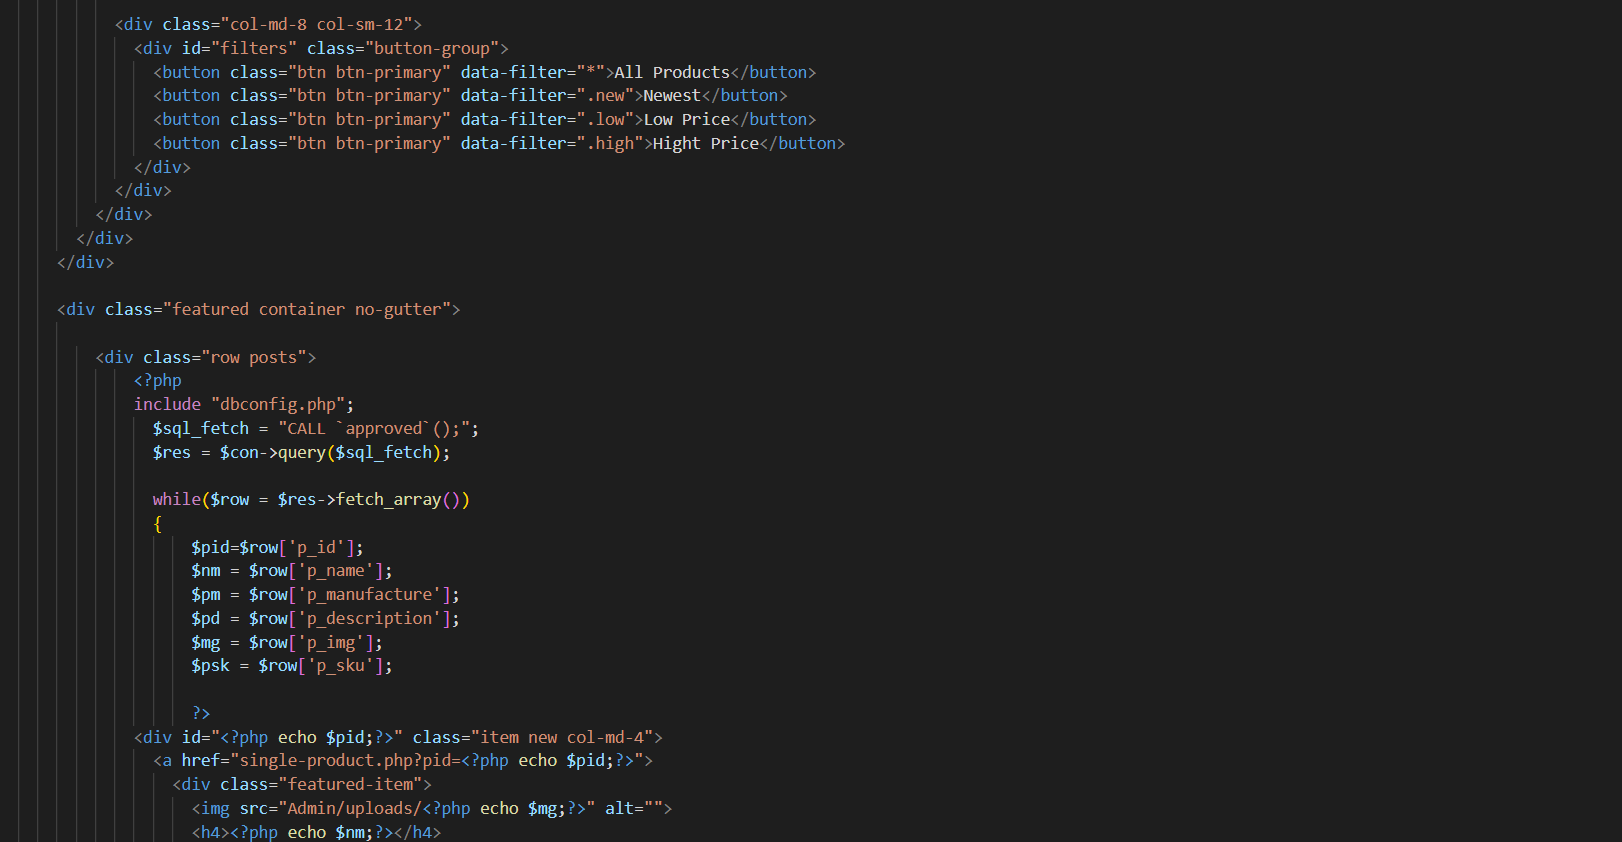 <div class="col-md-8 col-sm-12">
<div id="filters" class="button-group">
<button class="btn btn-primary" data-filter="*">All Products</button>
<button class="btn btn-primary" data-filter=".new">Newest</button>
<button class="btn btn-primary" data-filter=".low">Low Price</button>
<button class="btn btn-primary" data-filter=".high">Hight Price</button>
</div>
</div>
</div>
</div>
</div>
<div class="featured container no-gutter">
<div class="row posts">
<?php
include "dbconfig.php";
$sql_fetch = "CALL `approved`();";
$res = $con->query($sql_fetch);
while($row = $res->fetch_array())
{
$pid=$row['p_id'];
$nm = $row['p_name'];
$pm = $row['p_manufacture'];
$pd = $row['p_description'];
$mg = $row['p_img'];
$psk = $row['p_sku'];
?>
<div id="<?php echo $pid;?>" class="item new col-md-4">
<a href="single-product.php?pid=<?php echo $pid;?>">
<div class="featured-item">
<img src="Admin/uploads/<?php echo $mg;?>" alt="">
<h4><?php echo $nm;?></h4>